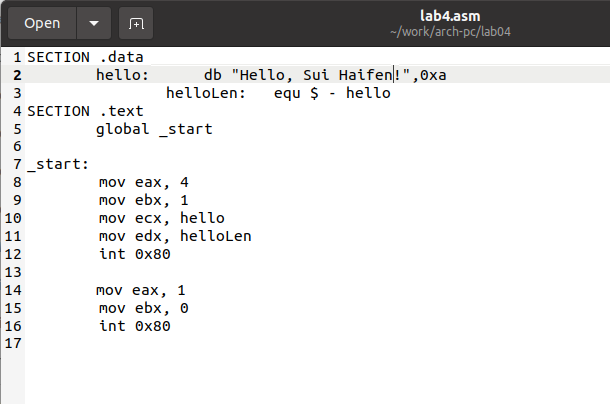 Open
lab4.asm
~/work/arch-pc/lab04
1 SECTION .data
2 hello: db "Hello, Sui Haifen!",0xa
3 helloLen: equ $ - hello
4 SECTION .text
5 global _start
6
7 _start:
8 mov eax, 4
9 mov ebx, 1
10 mov ecx, hello
11 mov edx, helloLen
12 int 0x80
13
14 mov eax, 1
15 mov ebx, 0
16 int 0x80
17